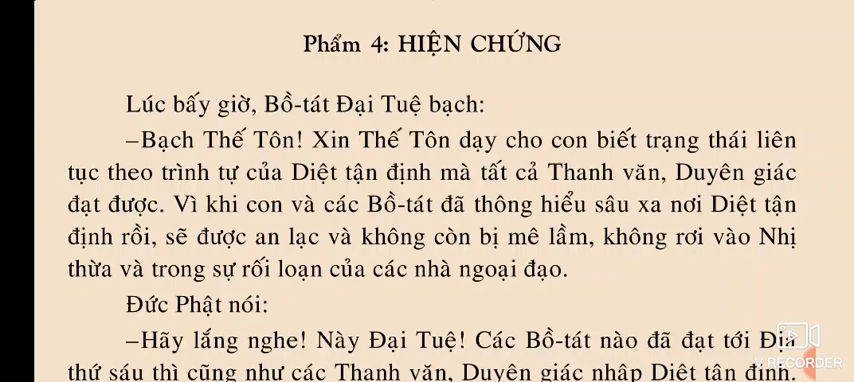 Phẩm 4: HIỆN CHỨNG
Lúc bấy giờ, Bồ-tát Đại Tuệ bạch:
–Bạch Thế Tôn! Xin Thế Tôn dạy cho con biết trạng thái liên
tục theo trình tự của Diệt tận định mà tất cả Thanh văn, Duyên giác
đạt được. Vì khi con và các Bồ-tát đã thông hiểu sâu xa nơi Diệt tận
định rồi, sẽ được an lạc và không còn bị mê lầm, không rơi vào Nhị
thừa và trong sự rối loạn của các nhà ngoại đạo.
Đức Phật nói:
–Hãy lắng nghe! Này Đại Tuệ! Các Bồ-tát nào đã đạt tới Địa
thứ sáu thì cũng như các Thanh văn, Duyên giác nhập Diệt tận định.
V RECORDER